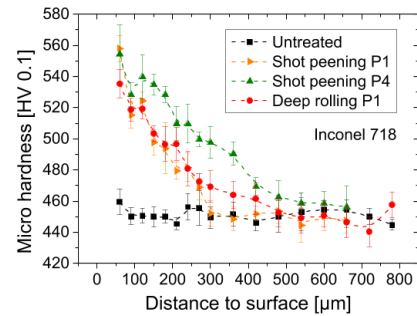 Untreated
Shot peening P1
Shot peening P4
Deep rolling P1
Inconel 718
Micro hardness [HV 0.1]
580
560
540
520
500
480
460
440
420
0 100 200 300 400 500 600 700 800
Distance to surface [µm]